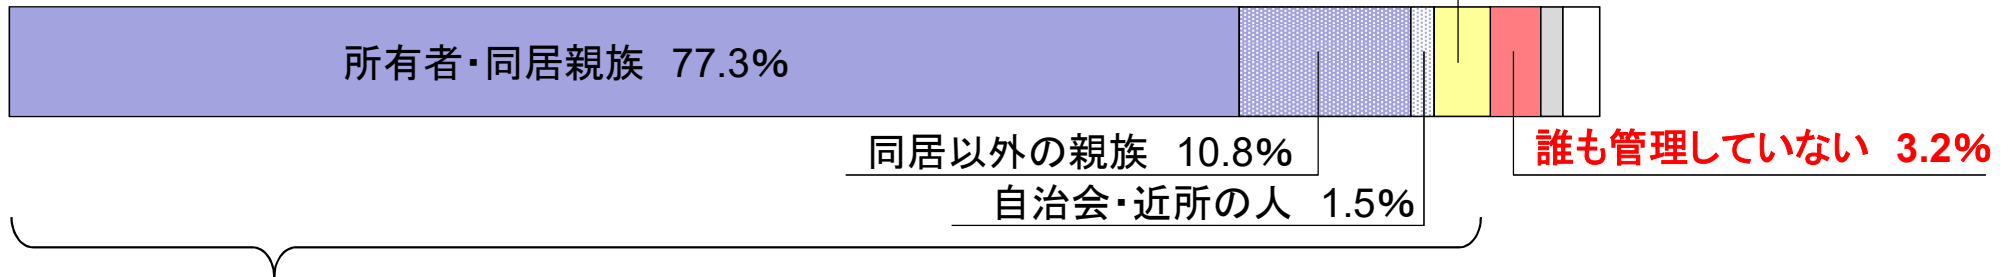 所有者・同居親族 77.3%
同居以外の親族 10.8%
誰も管理していない 3.2%
自治会・近所の人 1.5%